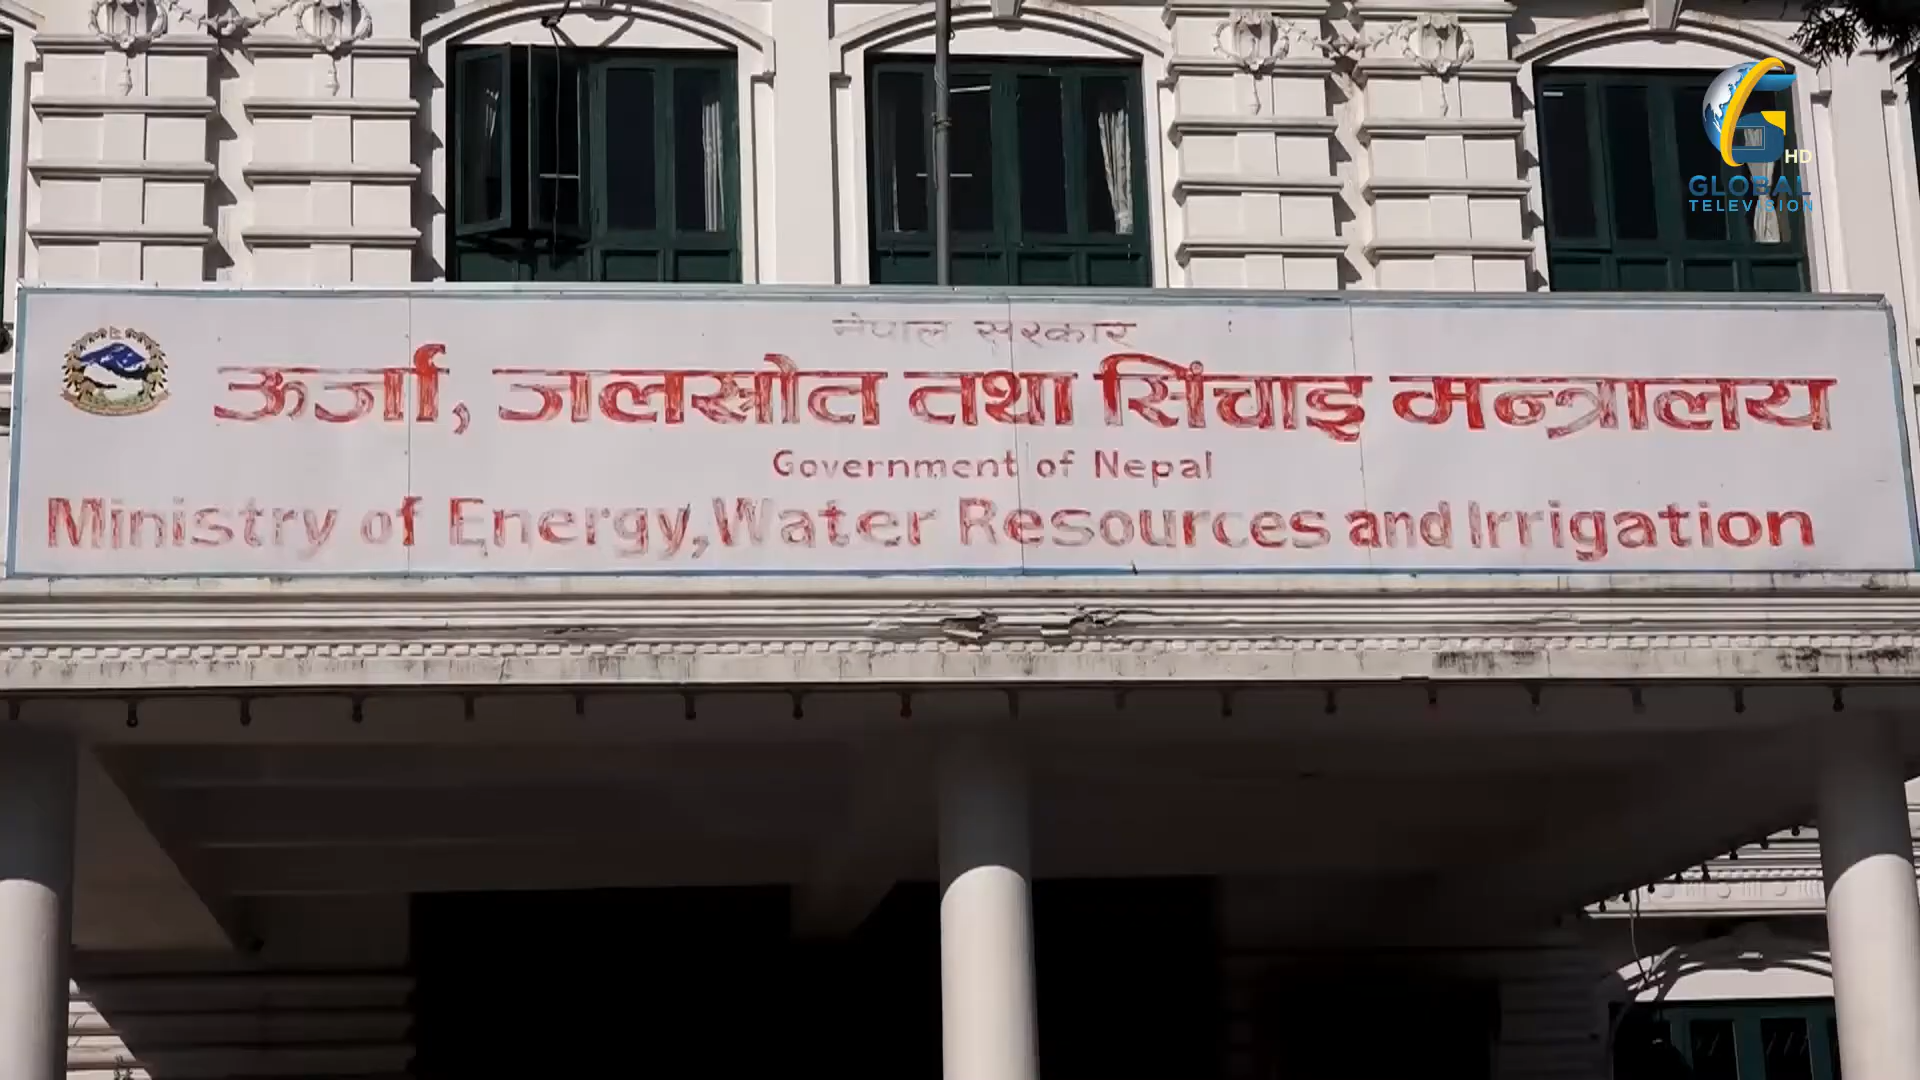 नेपाल सरकार
ऊर्जा, जलस्रोत तथा सिंचाइ मन्त्रालय
Government of Nepal
Ministry of Energy,Water Resources and Irrigation
HD
GLOBAL
TELEVISION